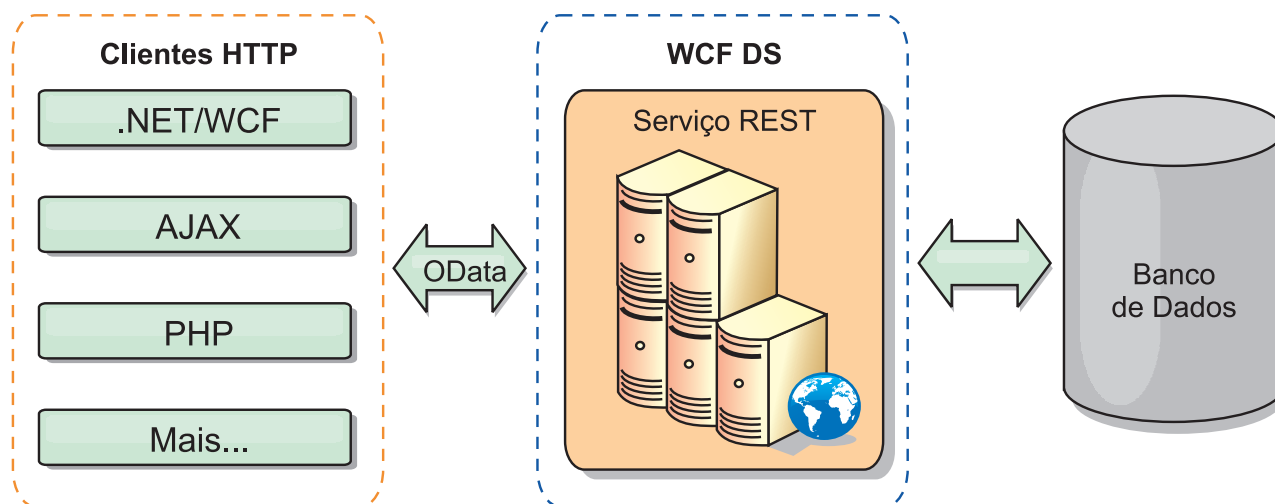 Clientes HTTP
.NET/WCF
AJAX
PHP
Mais...
OData
WCF DS
Serviço REST
Banco
de Dados